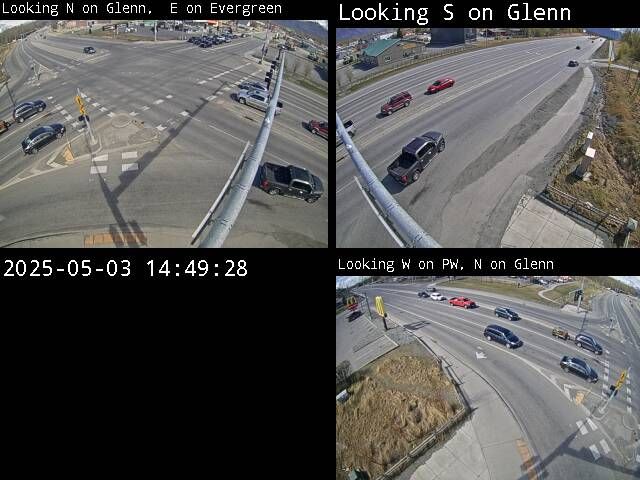 Looking N on Glenn,  E on Evergreen
Looking S on Glenn
2025-05-03 14:49:28
Looking W on PW, N on Glenn